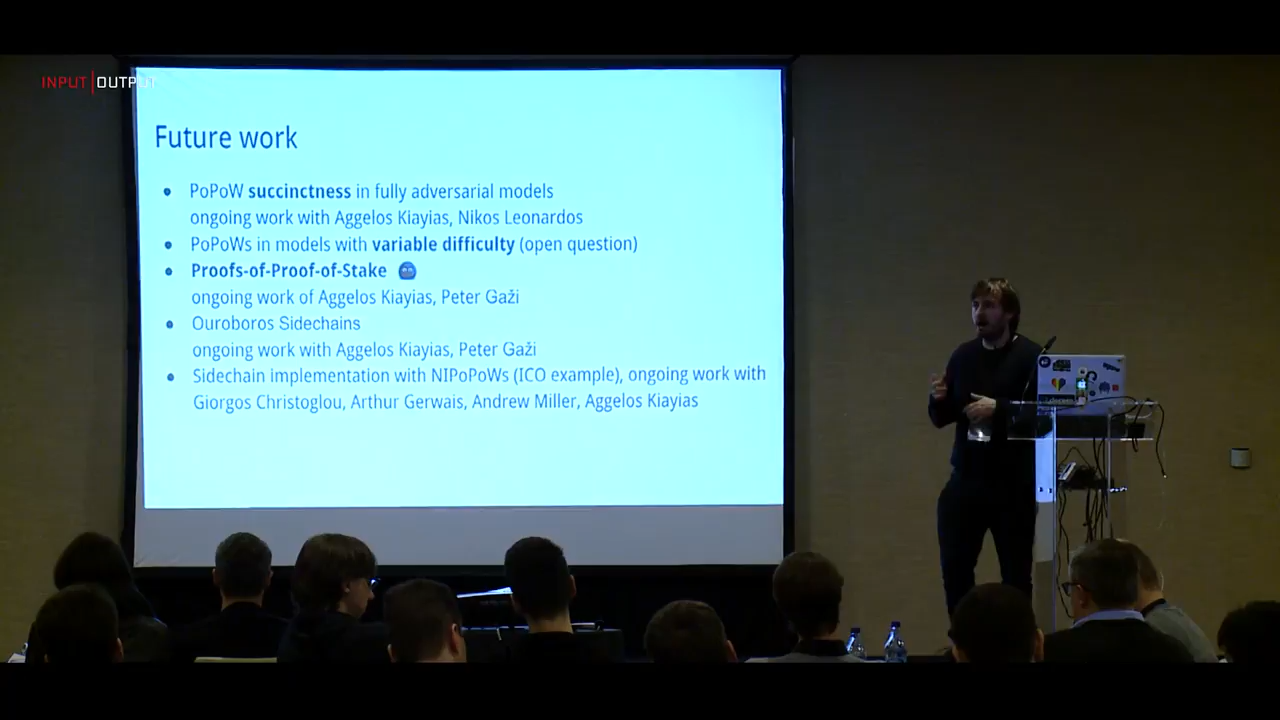 INPUT|OUTPUT
Future work
PoPoW succinctness in fully adversarial models
ongoing work with Aggelos Kiayias, Nikos Leonardos
PoPoWs in models with variable difficulty (open question)
Proofs-of-Proof-of-Stake
ongoing work of Aggelos Kiayias, Peter Gaži
Ouroboros Sidechains
ongoing work with Aggelos Kiayias, Peter Gaži
Sidechain implementation with NIPoPoWs (ICO example), ongoing work with
Giorgos Christoglou, Arthur Gerwais, Andrew Miller, Aggelos Kiayias